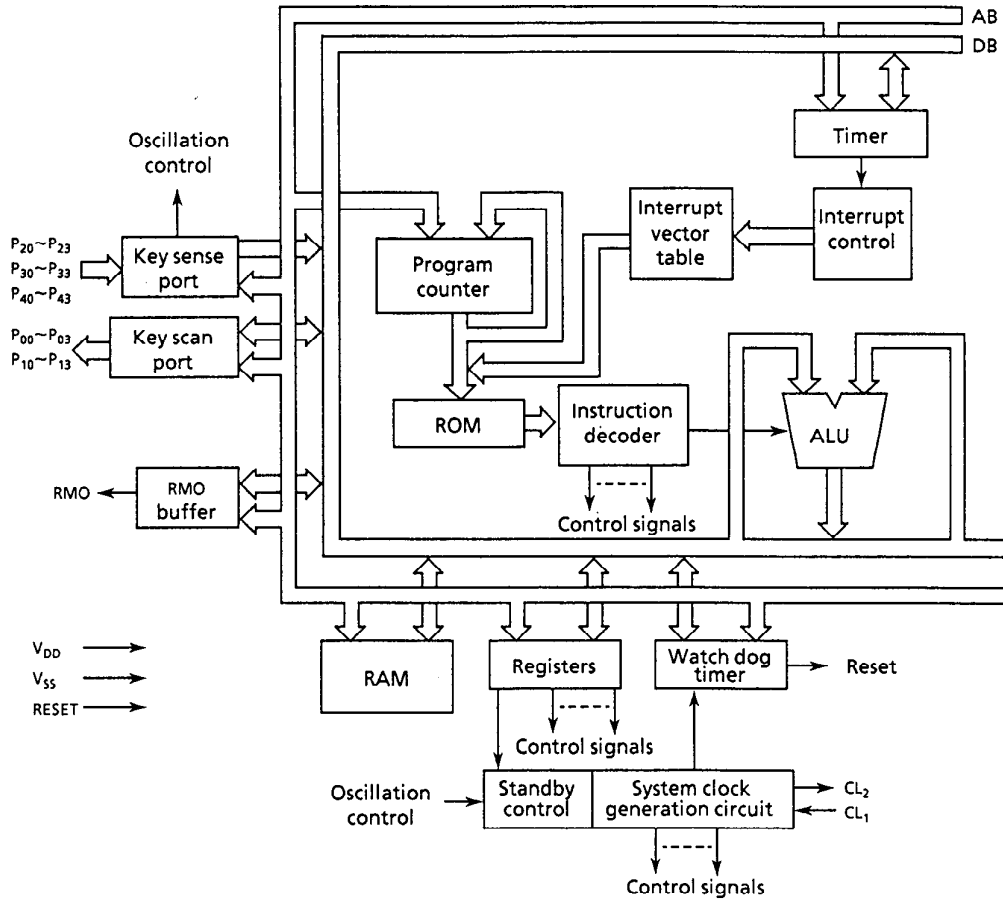 AB
DB
Oscillation
control
Timer
P20~P23
P30~P33
P40~P43
Key sense
port
Program
counter
Interrupt
vector
table
Interrupt
control
P00~P03
P10~P13
Key scan
port
ROM
Instruction
decoder
ALU
RMO
RMO
buffer
Control signals
VDD
VSS
RESET
RAM
Registers
Watch dog
timer
Reset
Control signals
Oscillation
control
Standby
control
System clock
generation circuit
CL2
CL1
Control signals